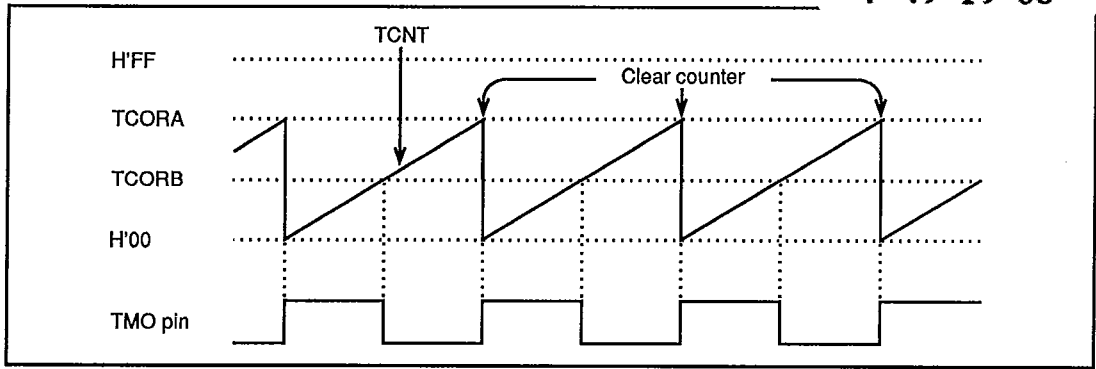 TCNT
H'FF
Clear counter
TCORA
TCORB
H'00
TMO pin